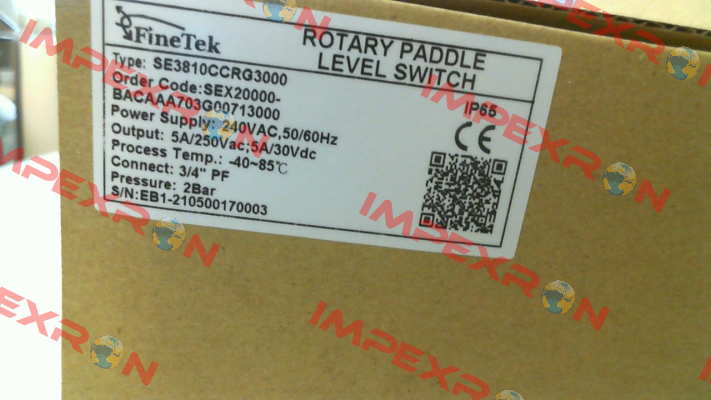 FineTek
ROTARY PADDLE
LEVEL SWITCH
Type: SE3810CCRG3000
Order Code:SEX20000-
BACAAA703G00713000
Power Supply: 240VAC,50/60Hz
Output: 5A/250Vac;5A/30Vdc
Process Temp.: -40~85℃
Connect: 3/4" PF
Pressure: 2Bar
S/N:EB1-210500170003
IP65
CE
IMPEXRON
IMPEXRON
IMPEXRON
IMPEXRON
IMPEXRON
IMPEXRON